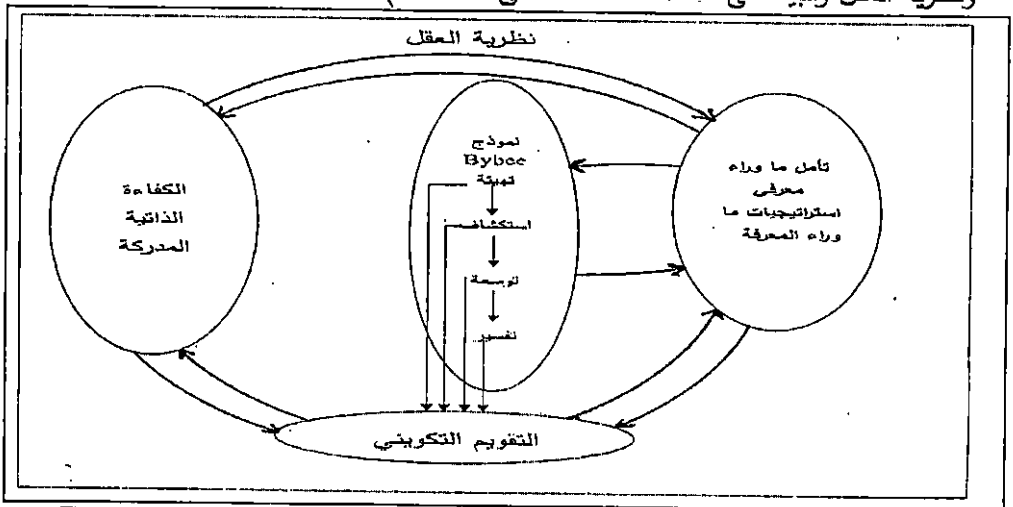 نظرية العقل
نموذج
Bybee
تهيئة
استكشاف
توسعة
تفسير
الكفاءة
الذاتية
المدركة
تأمل ما وراء
معرفي
استراتيجيات ما
وراء المعرفة
التقويم التكويني